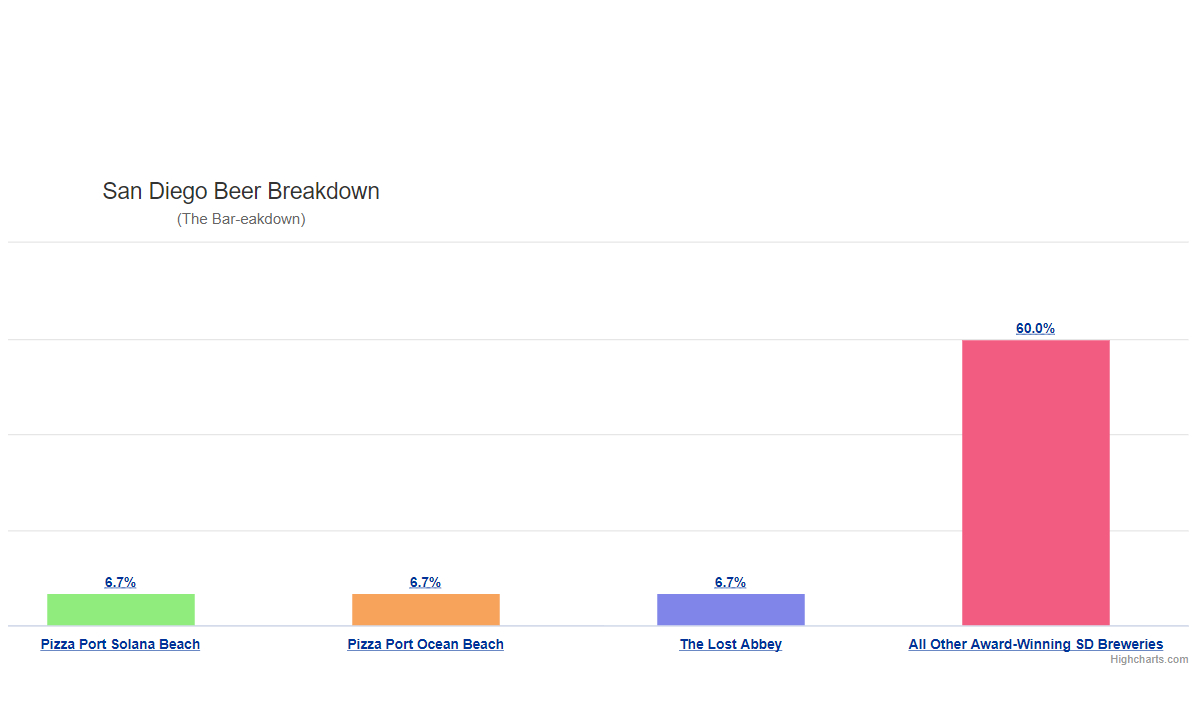 San Diego Beer Breakdown
(The Bar-eakdown)
60.0%
6.7% 6.7% 6.7%
Pizza Port Solana Beach Pizza Port Ocean Beach The Lost Abbey All Other Award-Winning SD Breweries
Highcharts.com